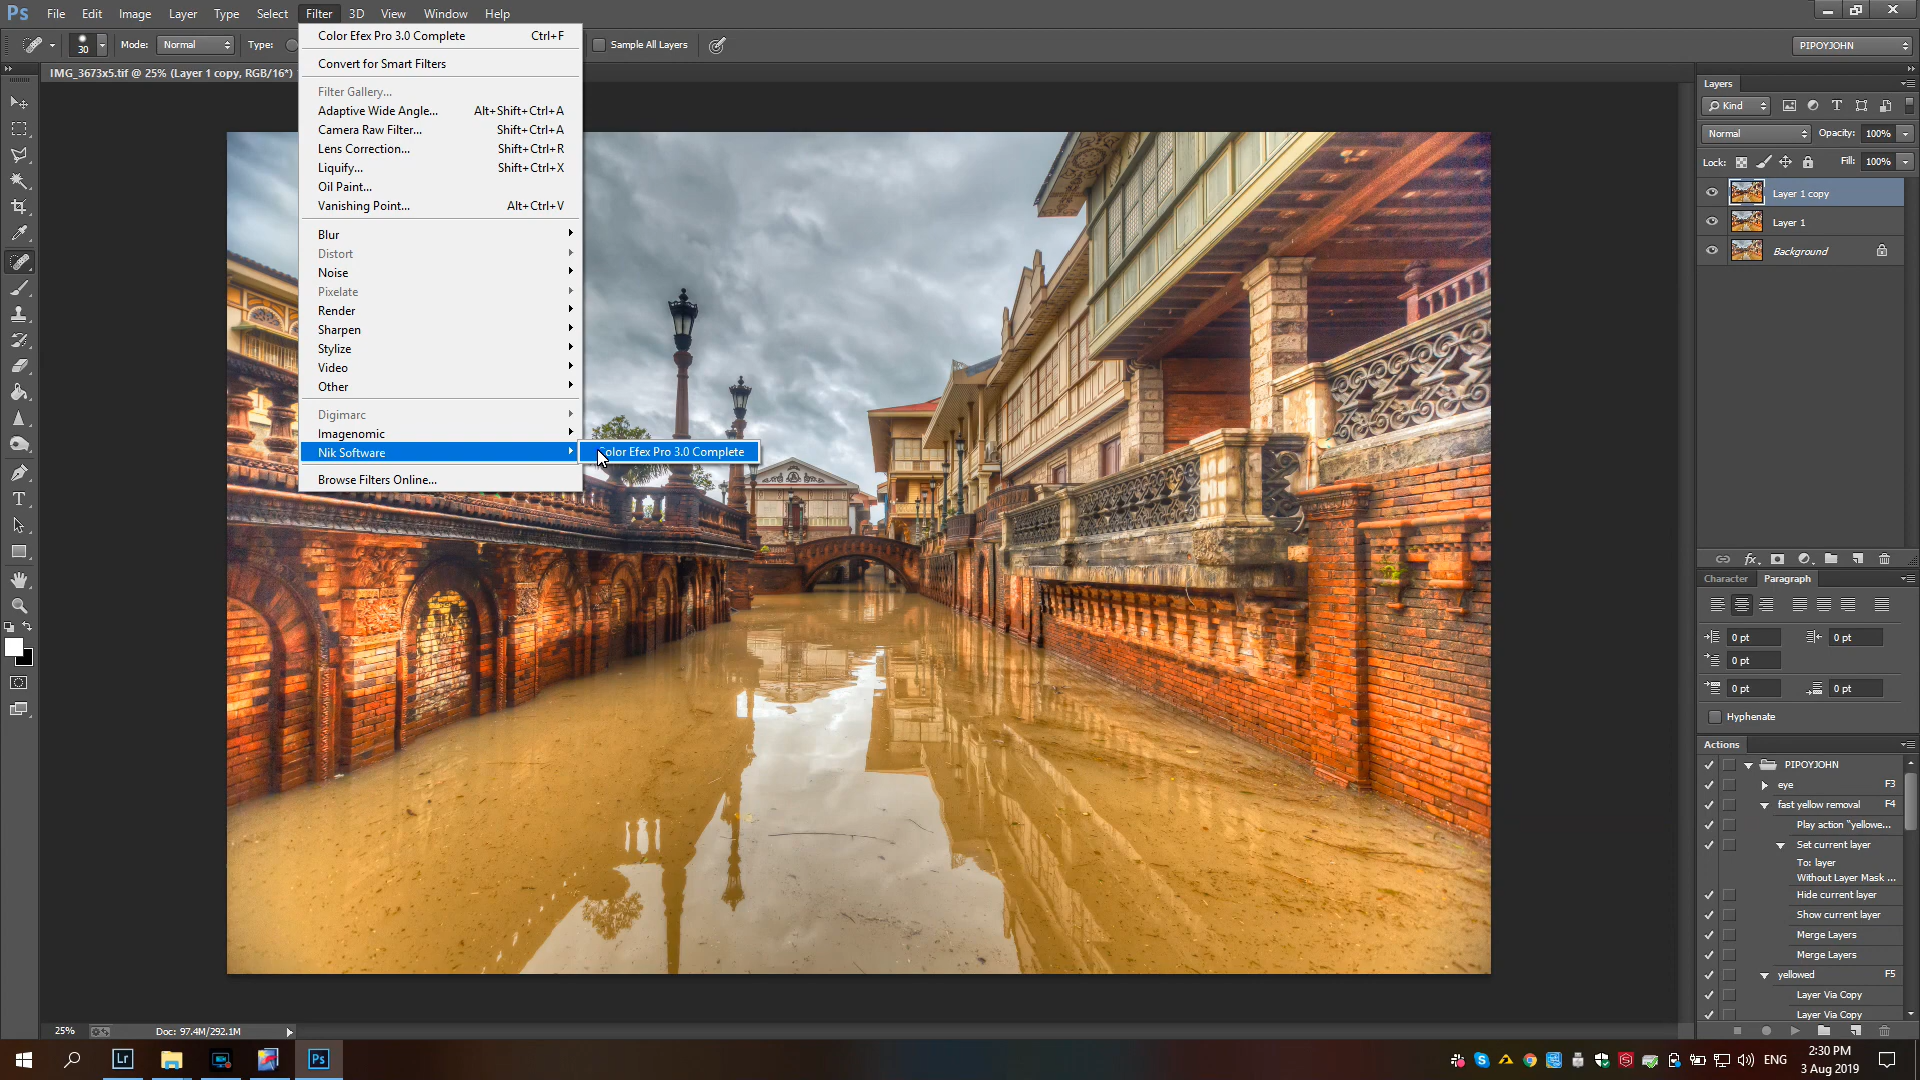 Ps File Edit Image Layer Type Select Filter 3D View Window Help
30 Mode: Normal Type: Sample All Layers PIPOYJOHN
IMG_3673x5.tif @ 25% (Layer 1 copy, RGB/16*)
Color Efex Pro 3.0 Complete Ctrl+F
Convert for Smart Filters
Filter Gallery...
Adaptive Wide Angle... Alt+Shift+Ctrl+A
Camera Raw Filter... Shift+Ctrl+A
Lens Correction... Shift+Ctrl+R
Liquify... Shift+Ctrl+X
Oil Paint...
Vanishing Point... Alt+Ctrl+V
Blur
Distort
Noise
Pixelate
Render
Sharpen
Stylize
Video
Other
Digimarc
Imagenomic
Nik Software
Color Efex Pro 3.0 Complete
Browse Filters Online...
Layers
Kind
Normal Opacity: 100%
Lock: Fill: 100%
Layer 1 copy
Layer 1
Background
fx
Character Paragraph
0 pt 0 pt
0 pt
0 pt 0 pt
Hyphenate
Actions
PIPOYJOHN
eye F3
fast yellow removal F4
Play action "yellowe...
Set current layer
To: layer
Without Layer Mask ...
Hide current layer
Show current layer
Merge Layers
Merge Layers
yellowed F5
Layer Via Copy
Layer Via Copy
25% Doc: 97.4M/292.1M
Lr Ps
ENG
2:30 PM
3 Aug 2019